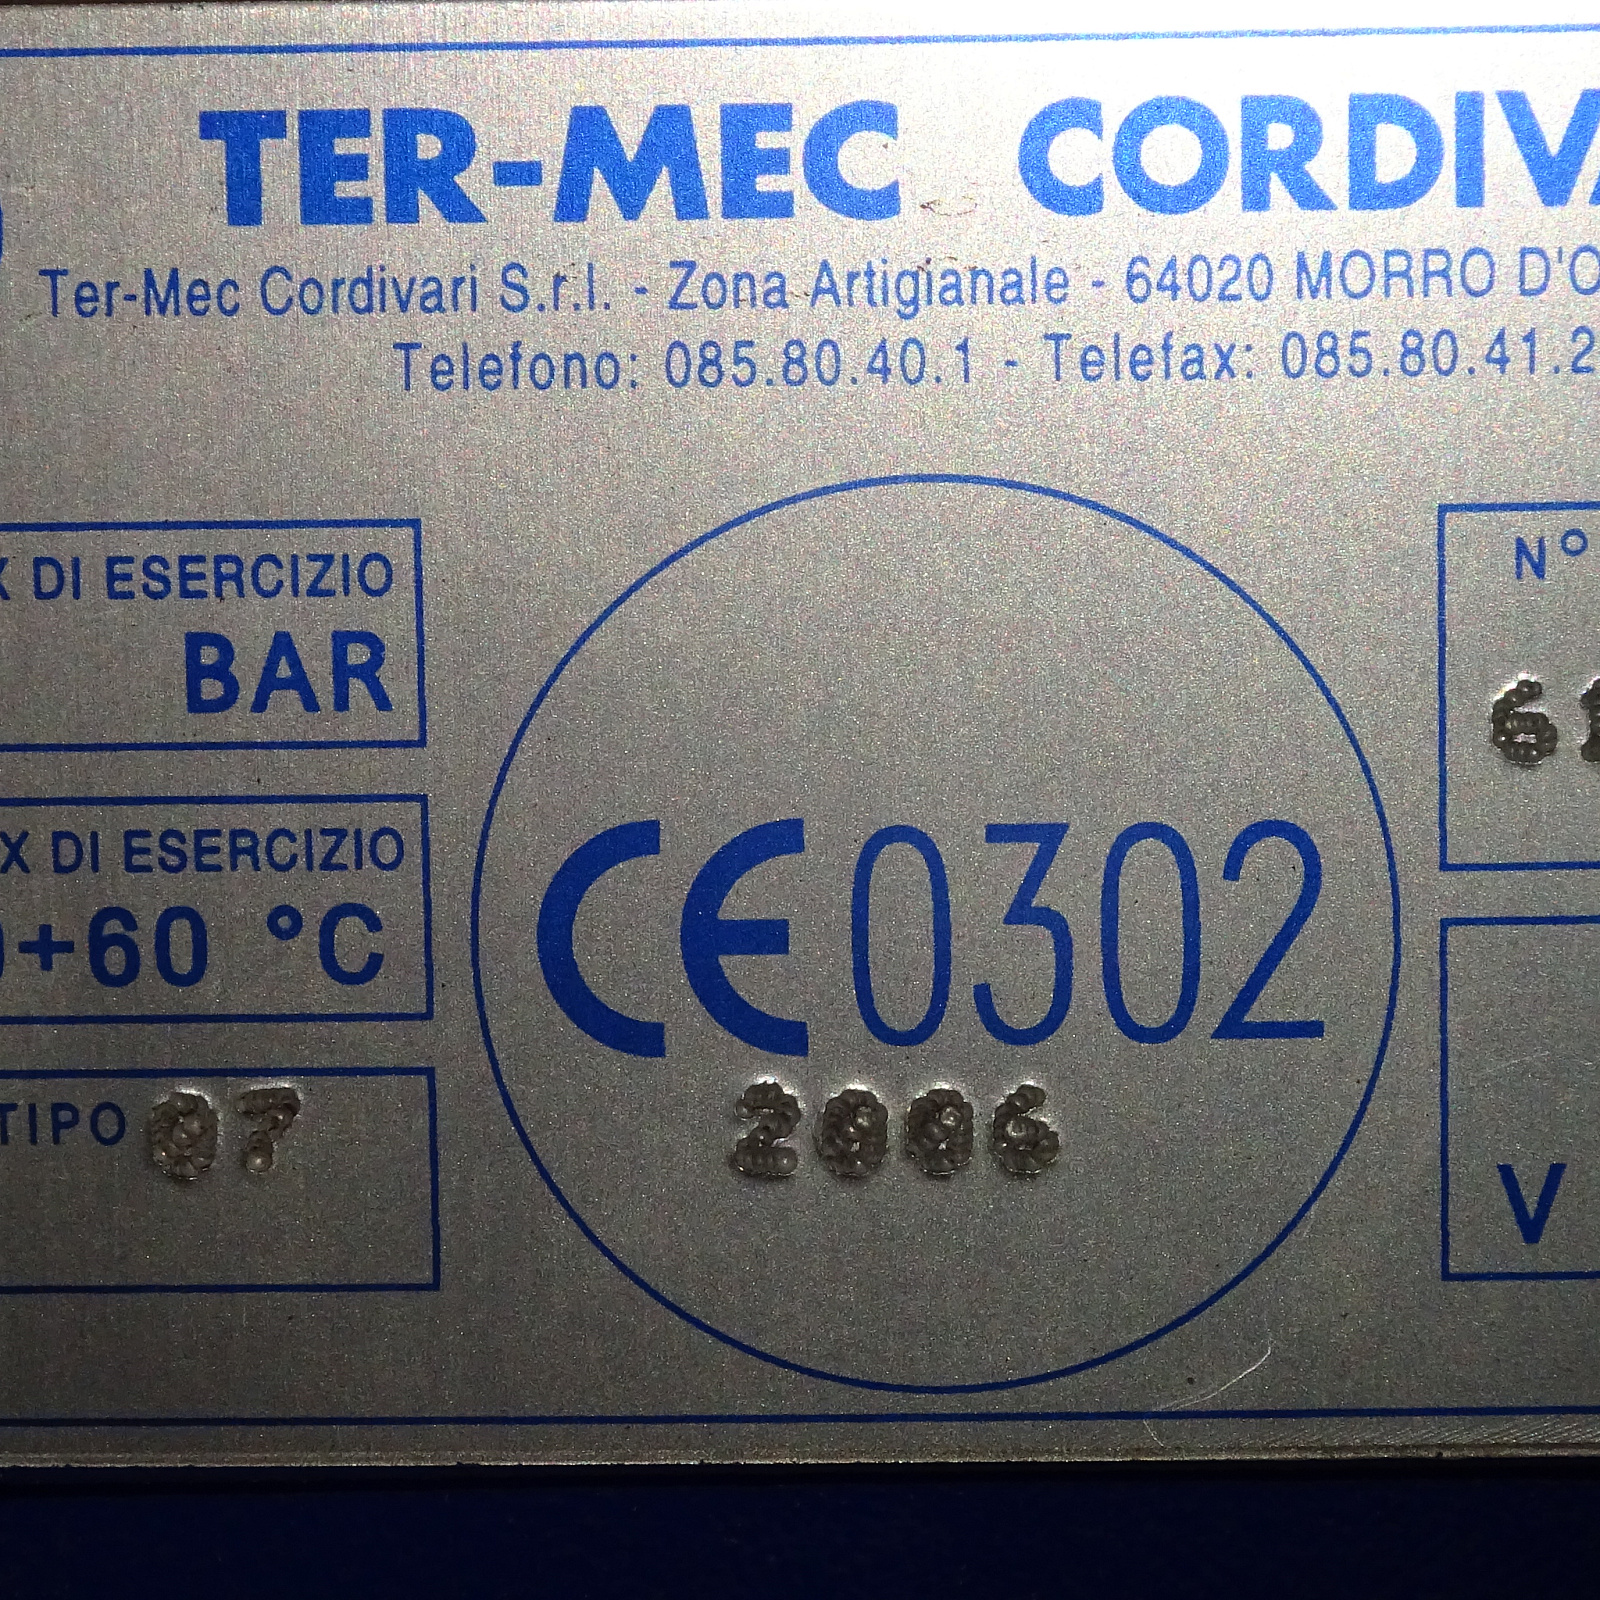 TER-MEC CORDIVA
Ter-Mec Cordivari S.r.l. - Zona Artigianale - 64020 MORRO D'O
Telefono: 085.80.40.1 - Telefax: 085.80.41.2
X DI ESERCIZIO
BAR
X DI ESERCIZIO
+60 °C
TIPO 07
CE0302
2006
N°
6
V